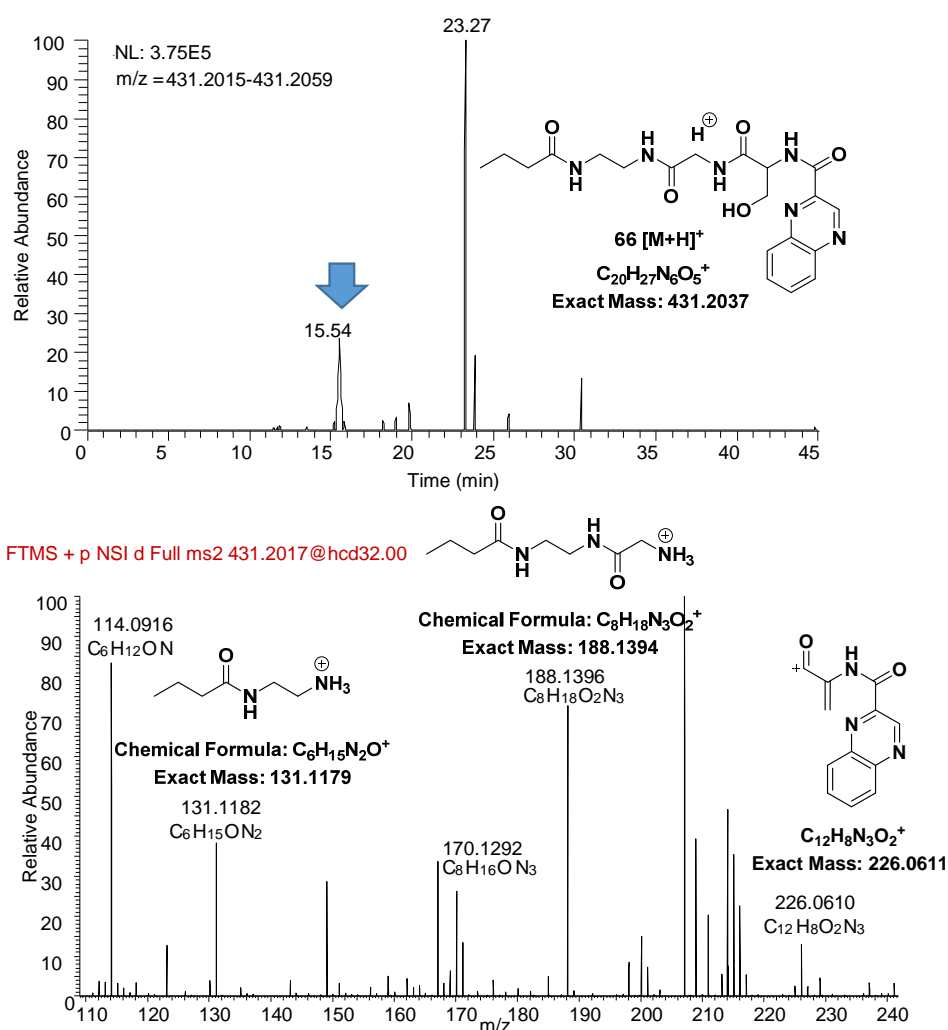 23.27
NL: 3.75E5
m/z =431.2015-431.2059
100
90
80
70
60
50
40
30
20
10
0
Relative Abundance
15.54
0 5 10 15 20 25 30 35 40 45
Time (min)
O
N
H
H
N
O
H
+
N
H
O
H
N
O
HO
N
N
66 [M+H]+
C20H27N6O5+
Exact Mass: 431.2037
FTMS + p NSI d Full ms2 431.2017@hcd32.00
O
N
H
H
N
O
+
NH3
Chemical Formula: C8H18N3O2+
Exact Mass: 188.1394
188.1396
C8H18O2N3
100
90
80
70
60
50
40
30
20
10
0
Relative Abundance
114.0916
C6H12ON
O
N
H
+
NH3
Chemical Formula: C6H15N2O+
Exact Mass: 131.1179
131.1182
C6H15ON2
170.1292
C8H16ON3
O
+
H
N
O
N
N
C12H8N3O2+
Exact Mass: 226.0611
226.0610
C12H8O2N3
110 120 130 140 150 160 170 180 190 200 210 220 230 240
m/z